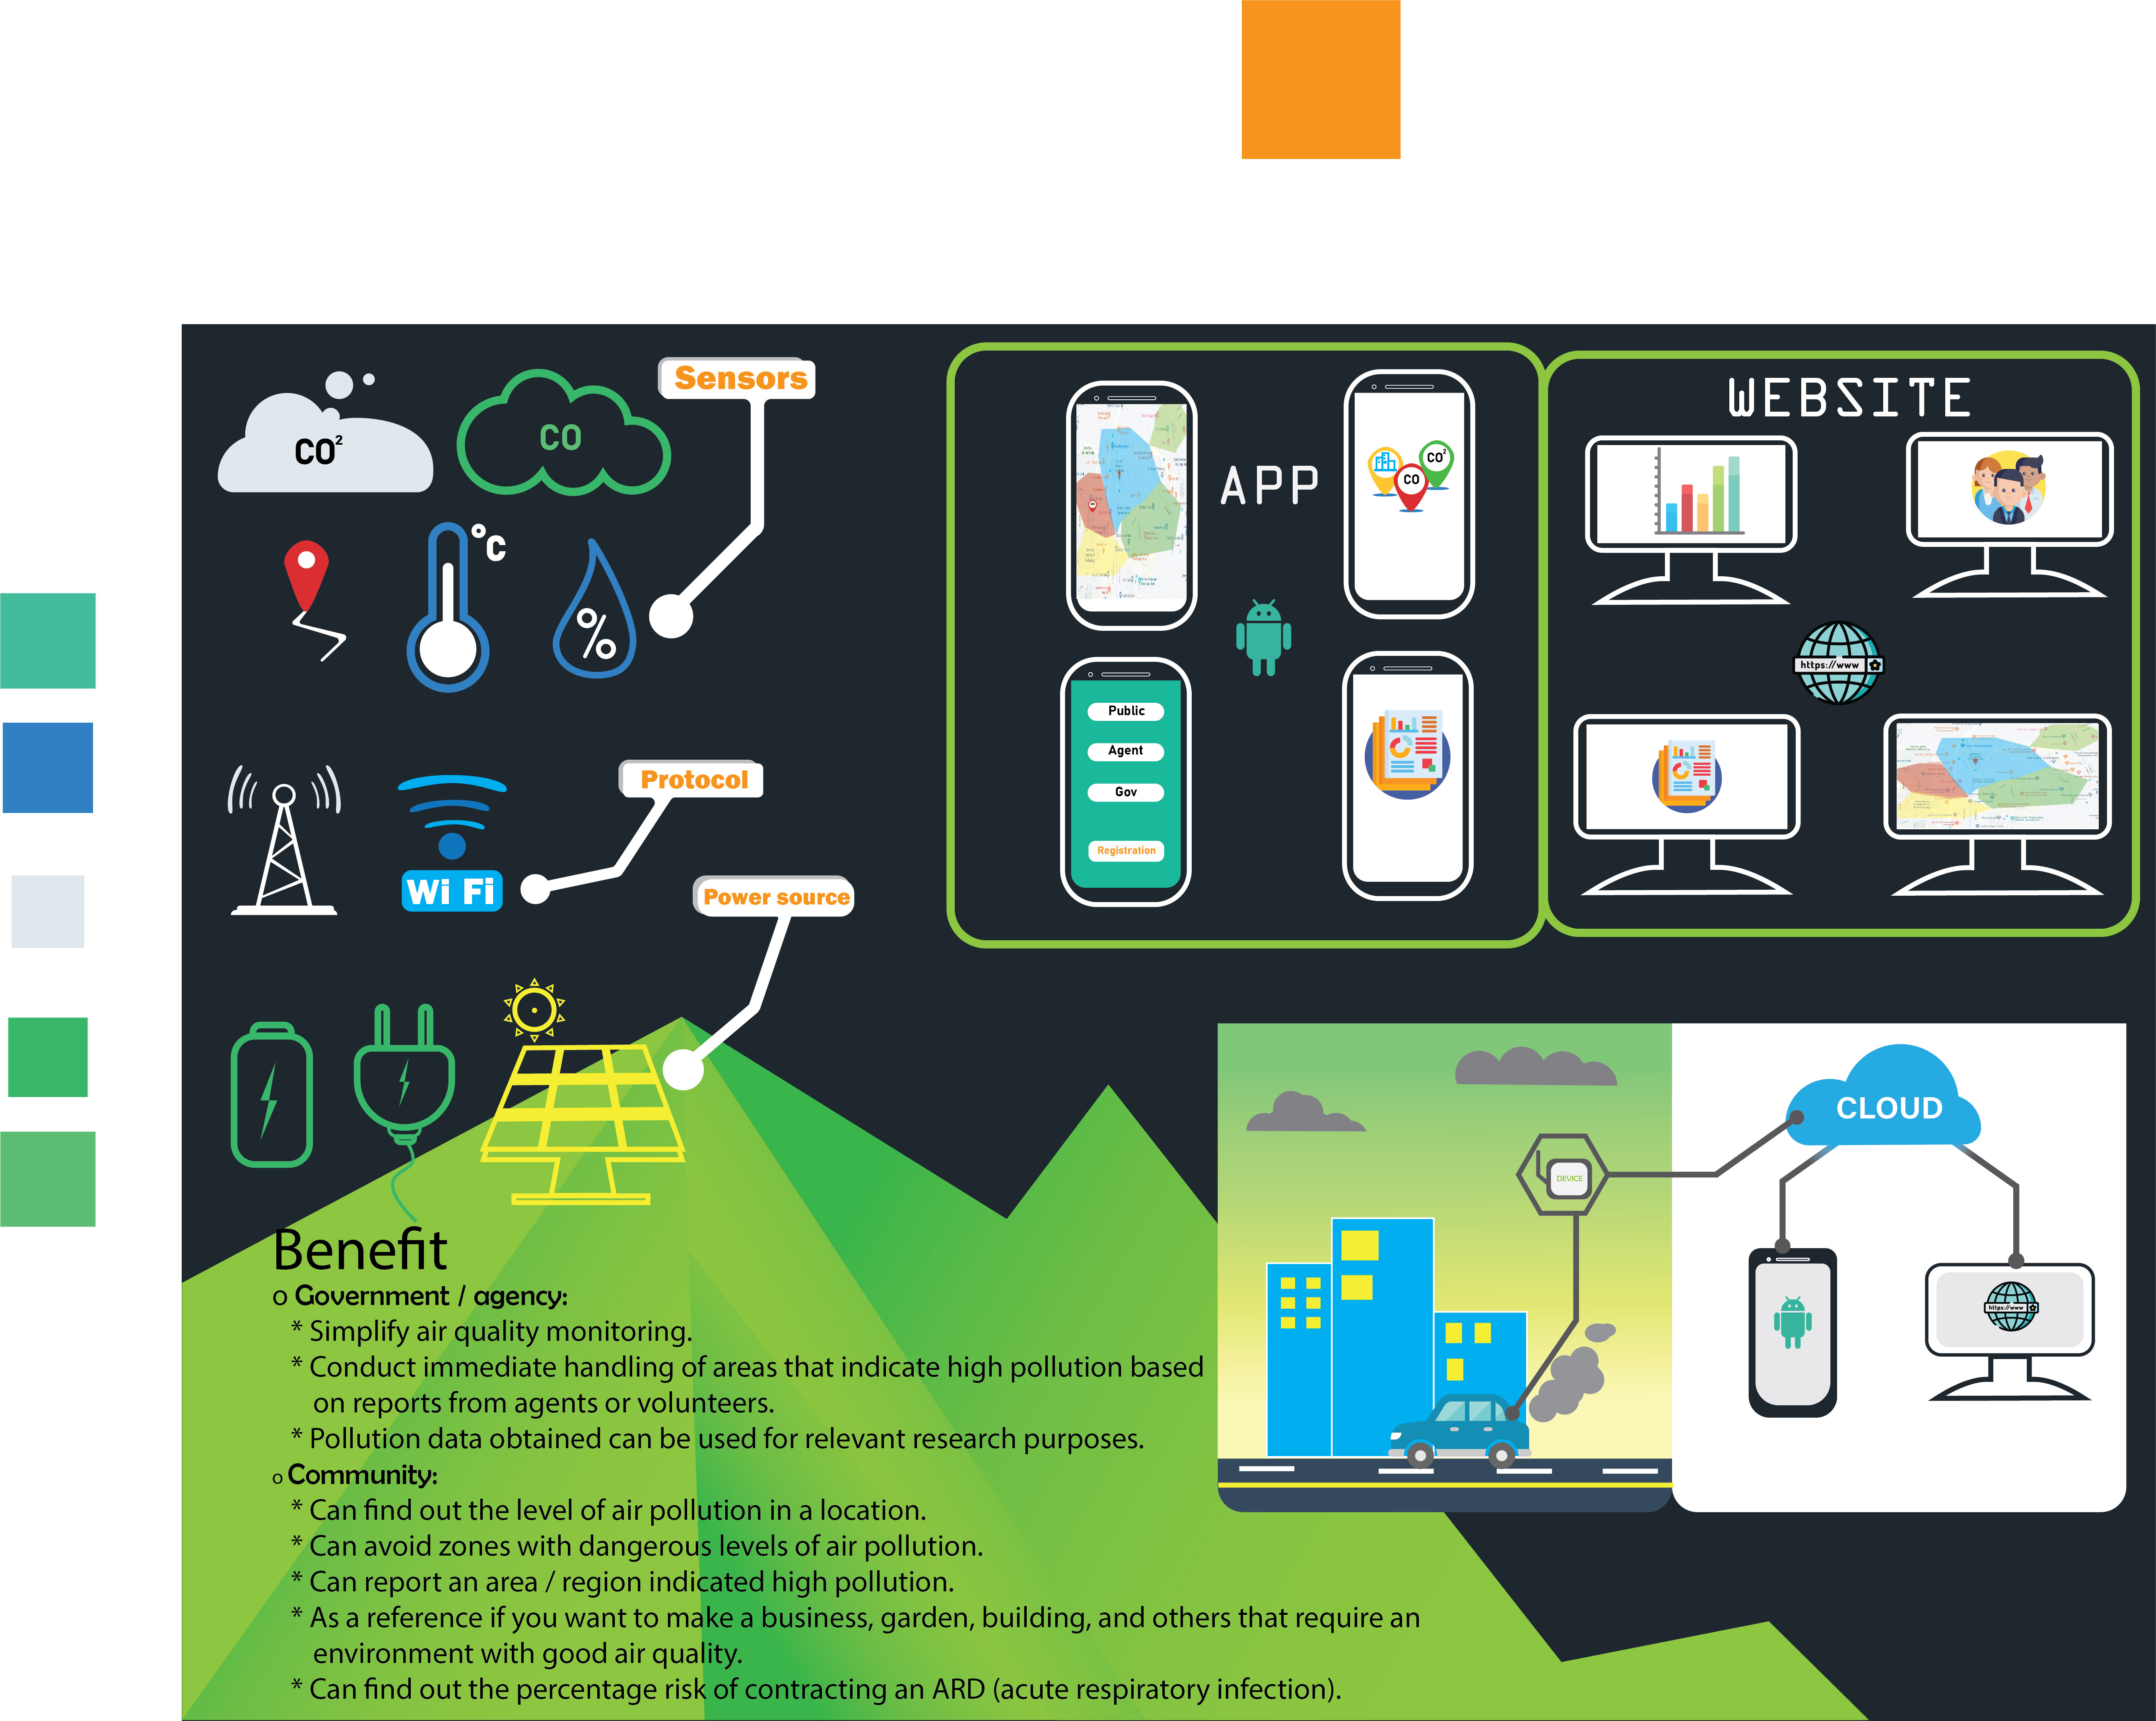 Sensors
CO²
CO
°C
%
Protocol
Wi Fi
Power source
APP
CO
CO²
Public
Agent
Gov
Registration
WEBSITE
https://www
CLOUD
DEVICE
https://www
Benefit
o Government / agency:
* Simplify air quality monitoring.
* Conduct immediate handling of areas that indicate high pollution based
on reports from agents or volunteers.
* Pollution data obtained can be used for relevant research purposes.
o Community:
* Can find out the level of air pollution in a location.
* Can avoid zones with dangerous levels of air pollution.
* Can report an area / region indicated high pollution.
* As a reference if you want to make a business, garden, building, and others that require an
environment with good air quality.
* Can find out the percentage risk of contracting an ARD (acute respiratory infection).